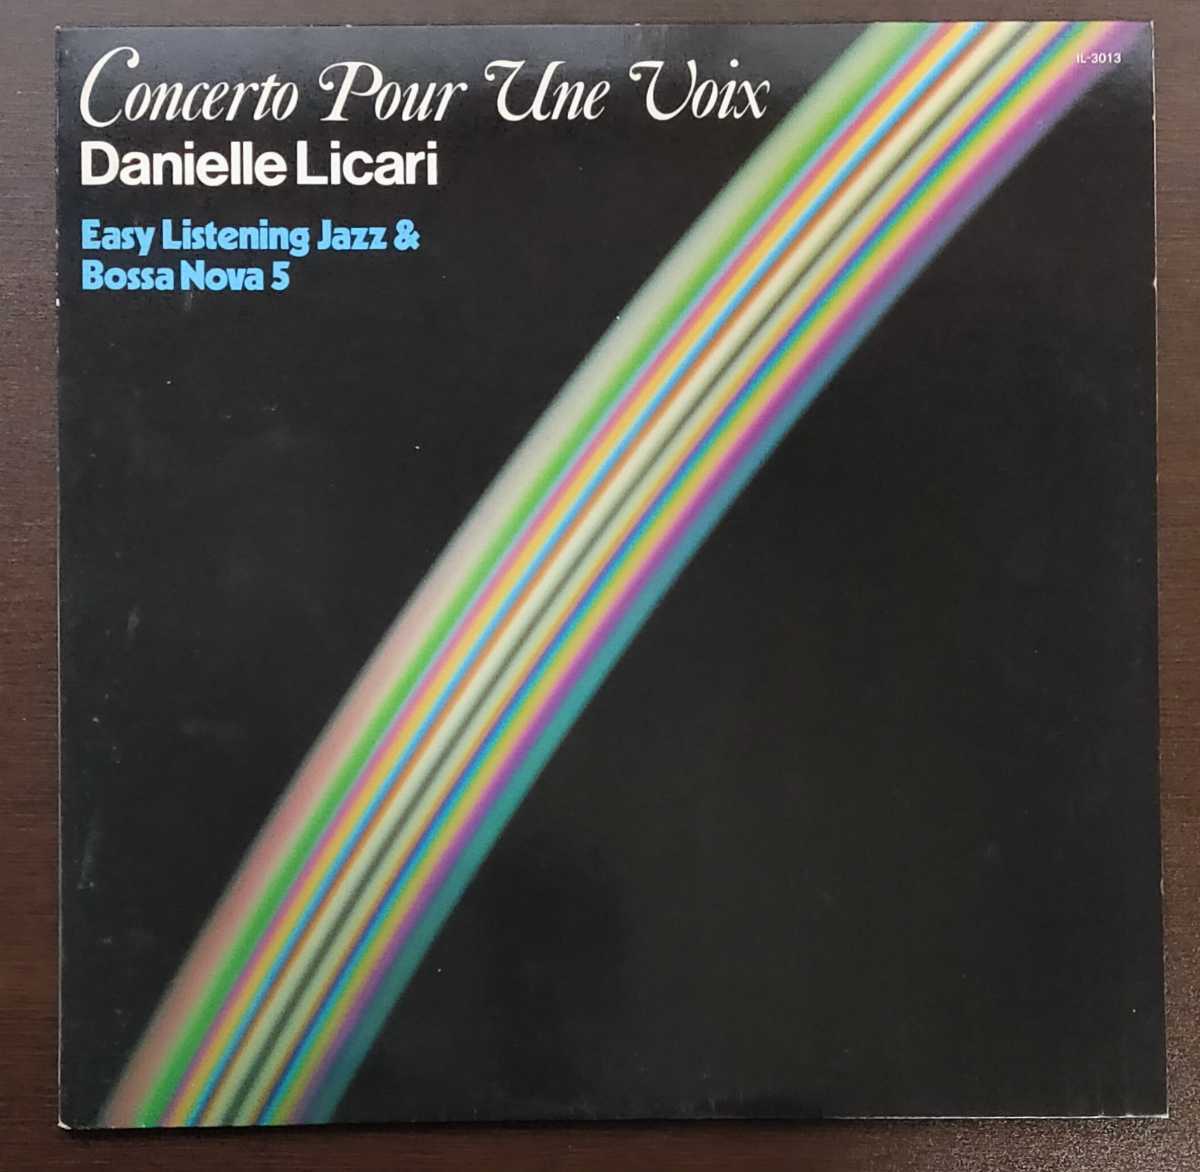 Concerto Pour Une Voix
IL-3013
Danielle Licari
Easy Listening Jazz &
Bossa Nova 5